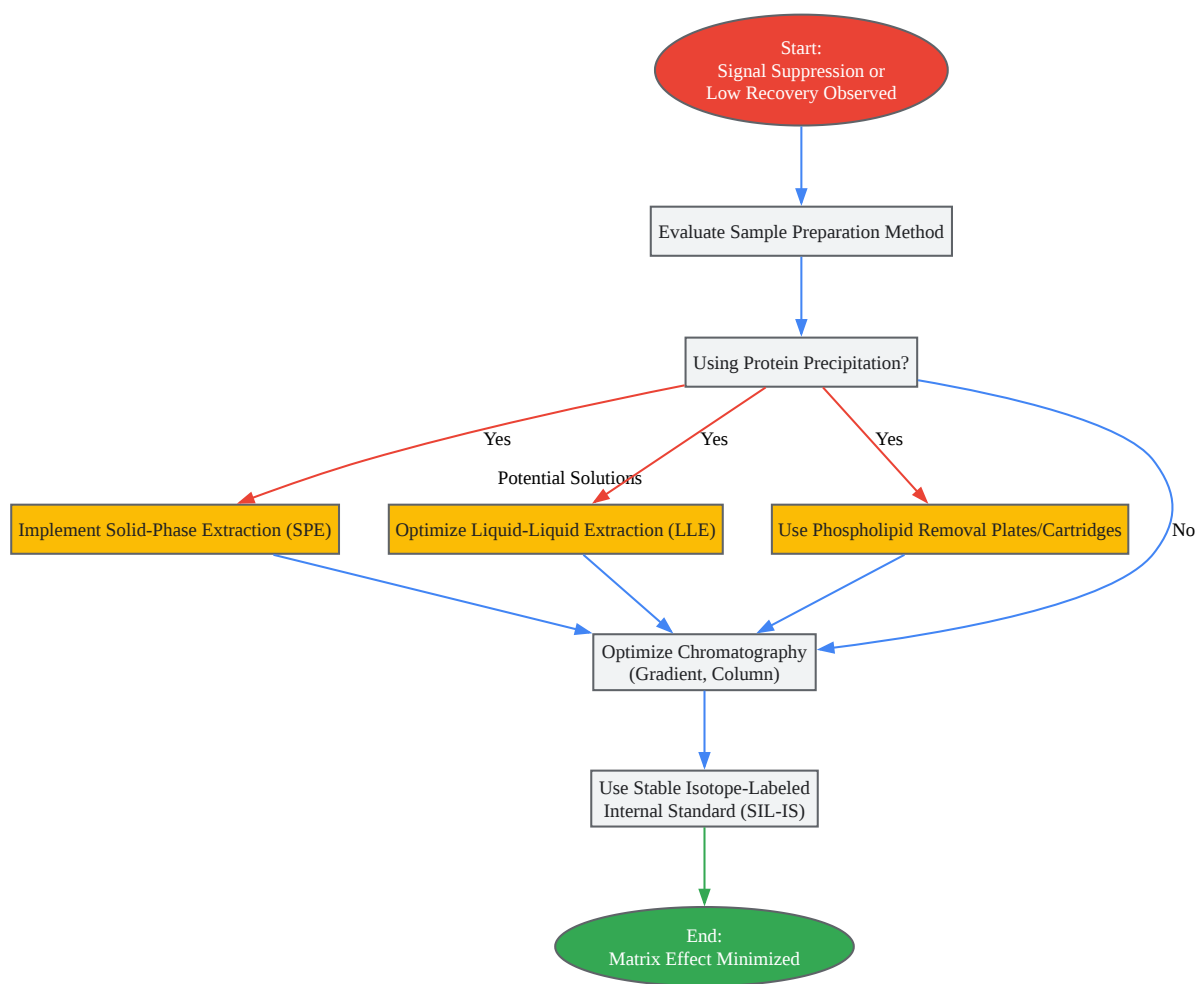 Start:
Signal Suppression or
Low Recovery Observed
Evaluate Sample Preparation Method
Using Protein Precipitation?
Yes
Yes
Yes
Potential Solutions
Implement Solid-Phase Extraction (SPE)
Optimize Liquid-Liquid Extraction (LLE)
Use Phospholipid Removal Plates/Cartridges
No
Optimize Chromatography
(Gradient, Column)
Use Stable Isotope-Labeled
Internal Standard (SIL-IS)
End:
Matrix Effect Minimized